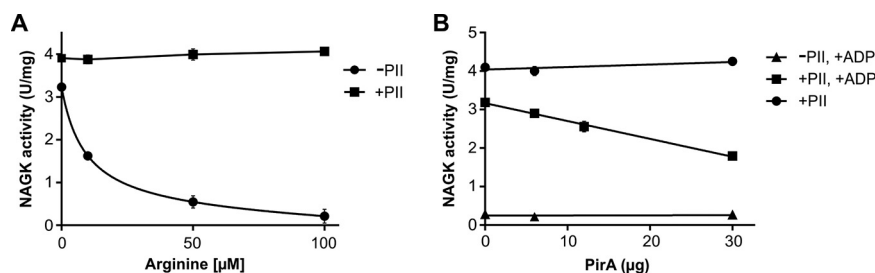 A
NAGK activity (U/mg)
5
4
3
2
1
0
0
50
100
Arginine [µM]
−PII
+PII
B
NAGK activity (U/mg)
5
4
3
2
1
0
0
10
20
30
PirA (µg)
−PII, +ADP
+PII, +ADP
+PII